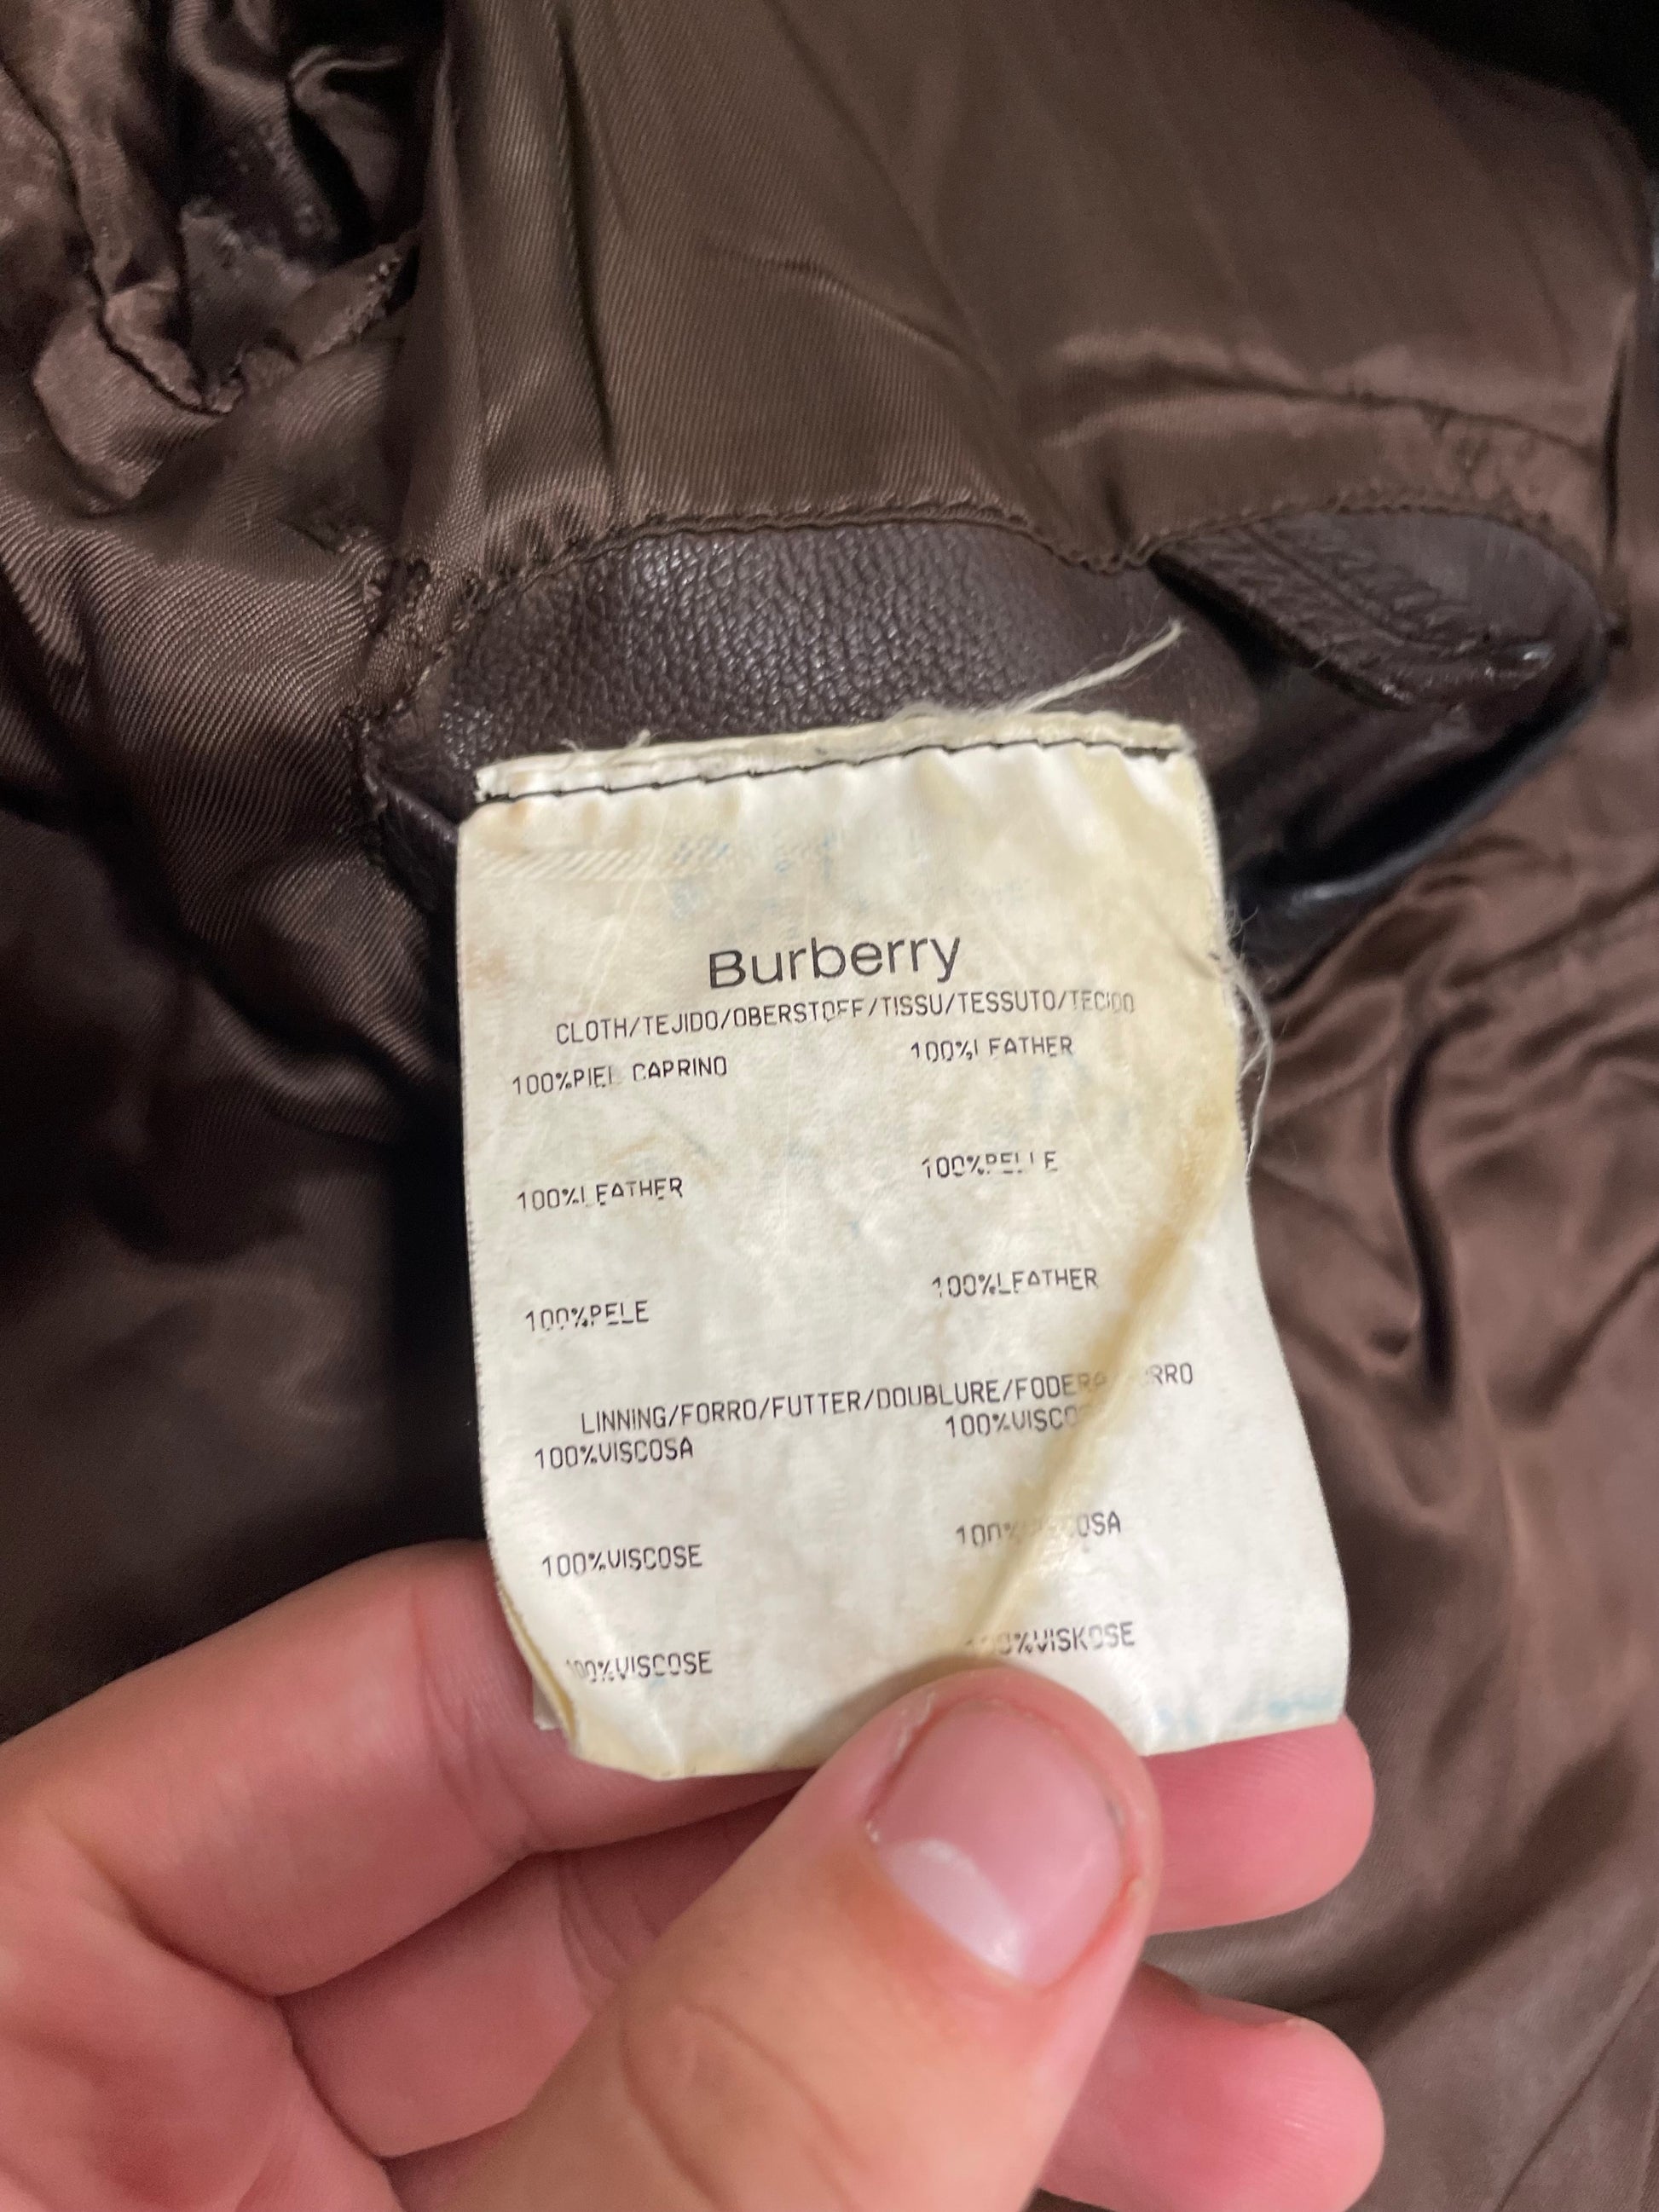 Burberry
CLOTH/TEJIDO/OBERSTOFF/TISSU/TESSUTO/TECIDO
100%PIEL CAPRINO 100%LEATHER
100%LEATHER 100%PELLE
100%PELE 100%LEATHER
LINNING/FORRO/FUTTER/DOUBLURE/FODERA
100%VISCOSA
100%VISCOSE
100%VISCOSE 100%VISKOSE